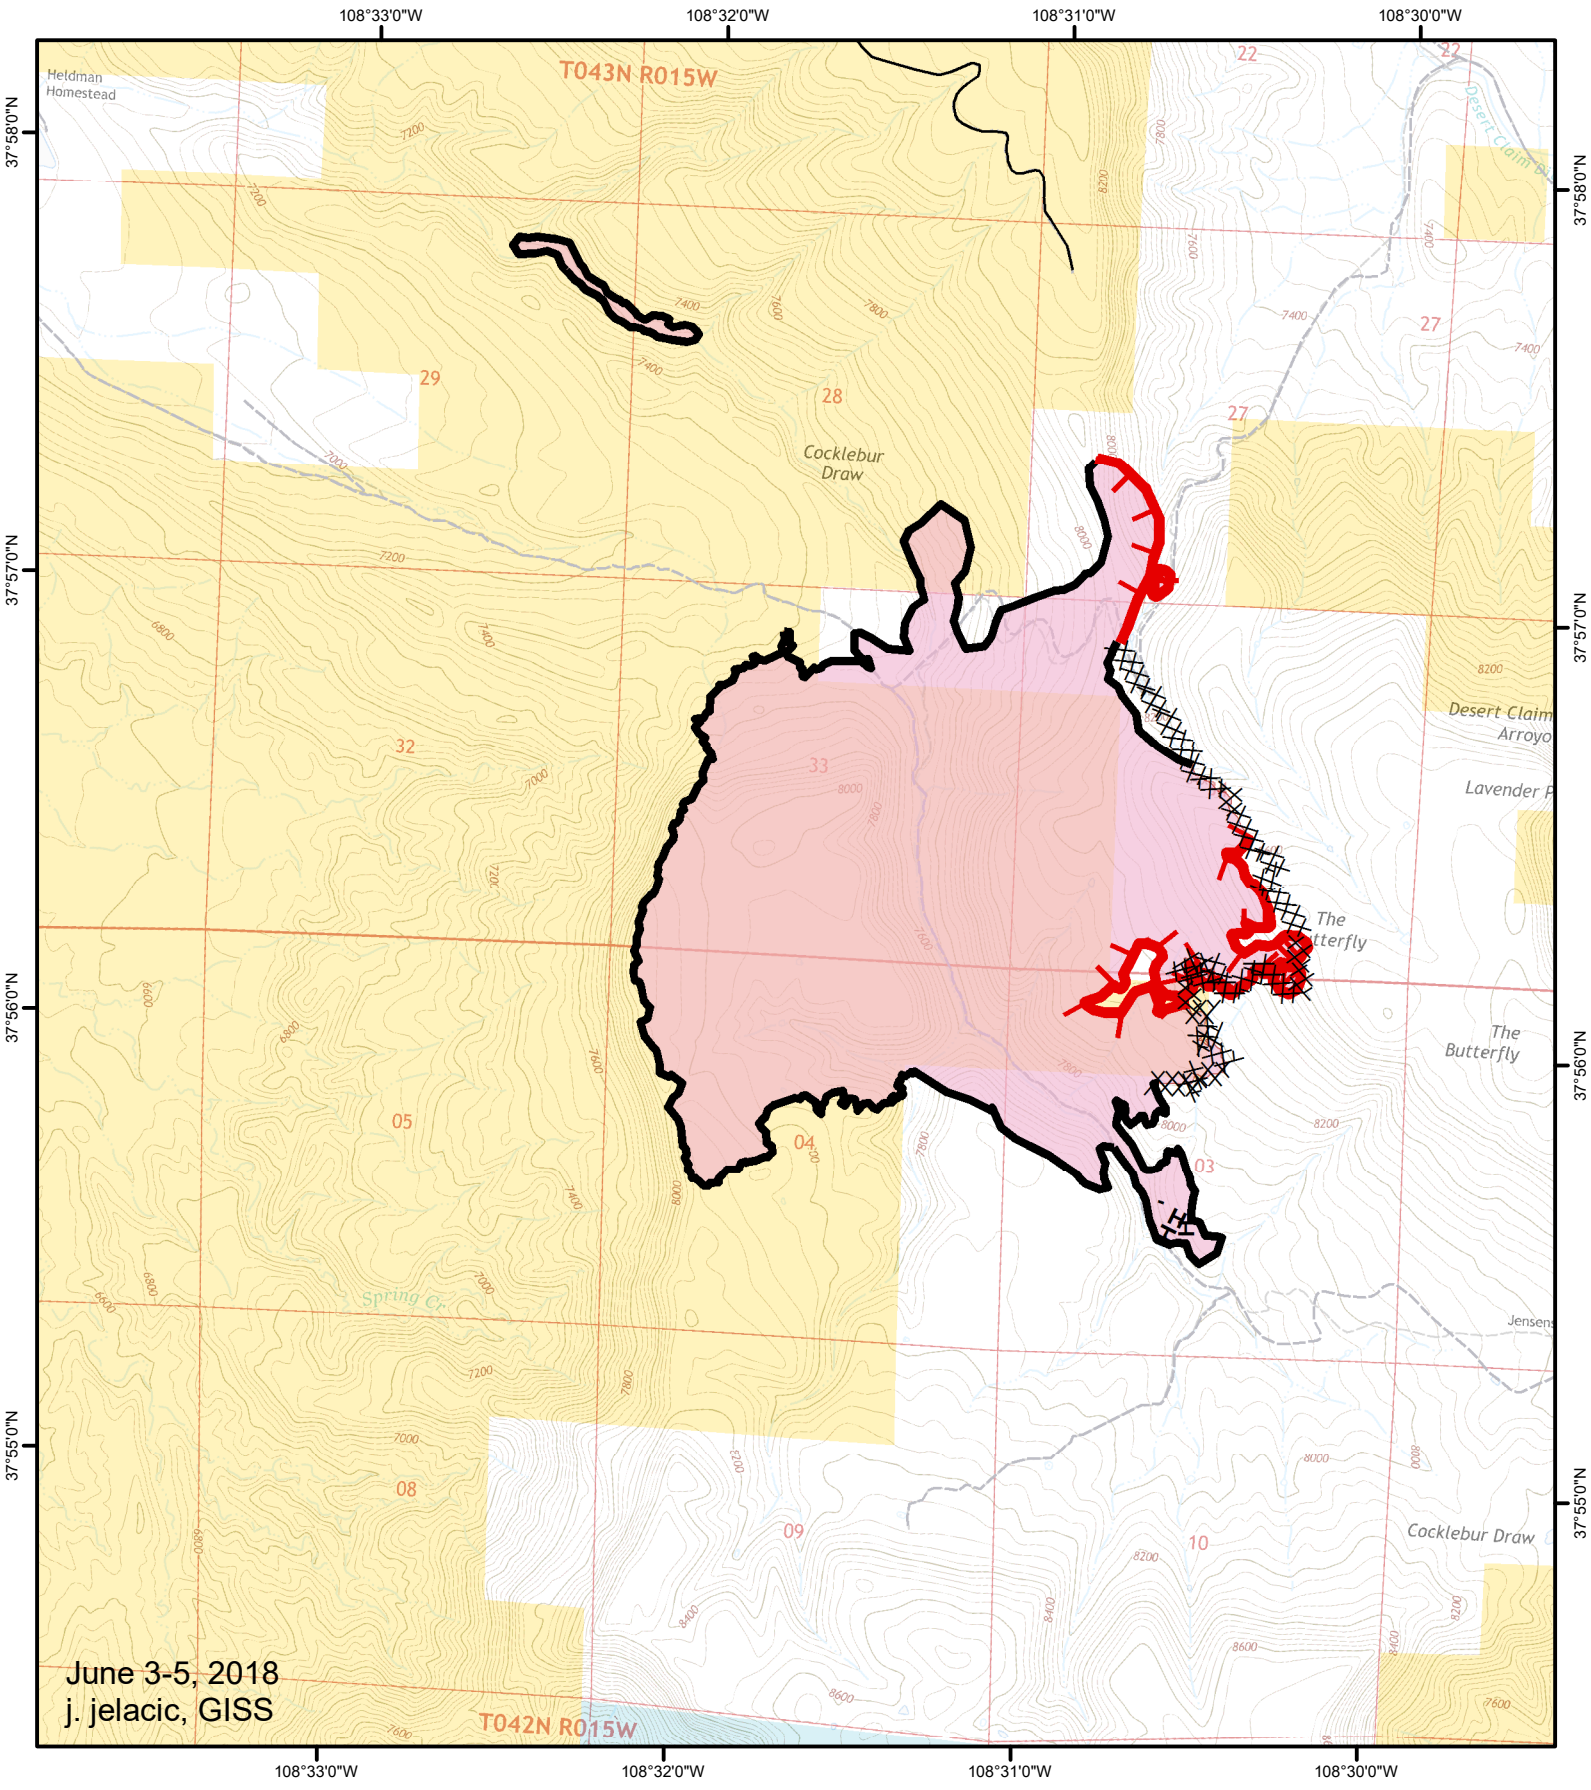 108°33'0"W 108°32'0"W 108°31'0"W 108°30'0"W
37°58'0"N
37°57'0"N
37°56'0"N
37°55'0"N
37°58'0"N
37°57'0"N
37°56'0"N
37°55'0"N
T043N R015W
22
22
Heldman
Homestead
Desert Claim
7200
7800
7200
8200
7600
7400
7400
7600
7800
7400
27
7400
7400
29
28
27
Cocklebur
Draw
8000
7000
8000
7200
6800
7400
8200
8200
Desert Claim
Arroyo
32
33
7000
8000
7800
Lavender P
7200
The
tterfly
7600
6600
6800
7600
7800
The
Butterfly
05
04
7800
8000
8200
03
8000
7400
6800
6600
7000
Spring Cr
Jensens
7200
7800
7000
8200
8000
8000
08
6800
09
10
Cocklebur Draw
8200
8400
8400
8200
8400
8600
8600
7600
7600
June 3-5, 2018
j. jelacic, GISS
T042N R015W
108°33'0"W 108°32'0"W 108°31'0"W 108°30'0"W